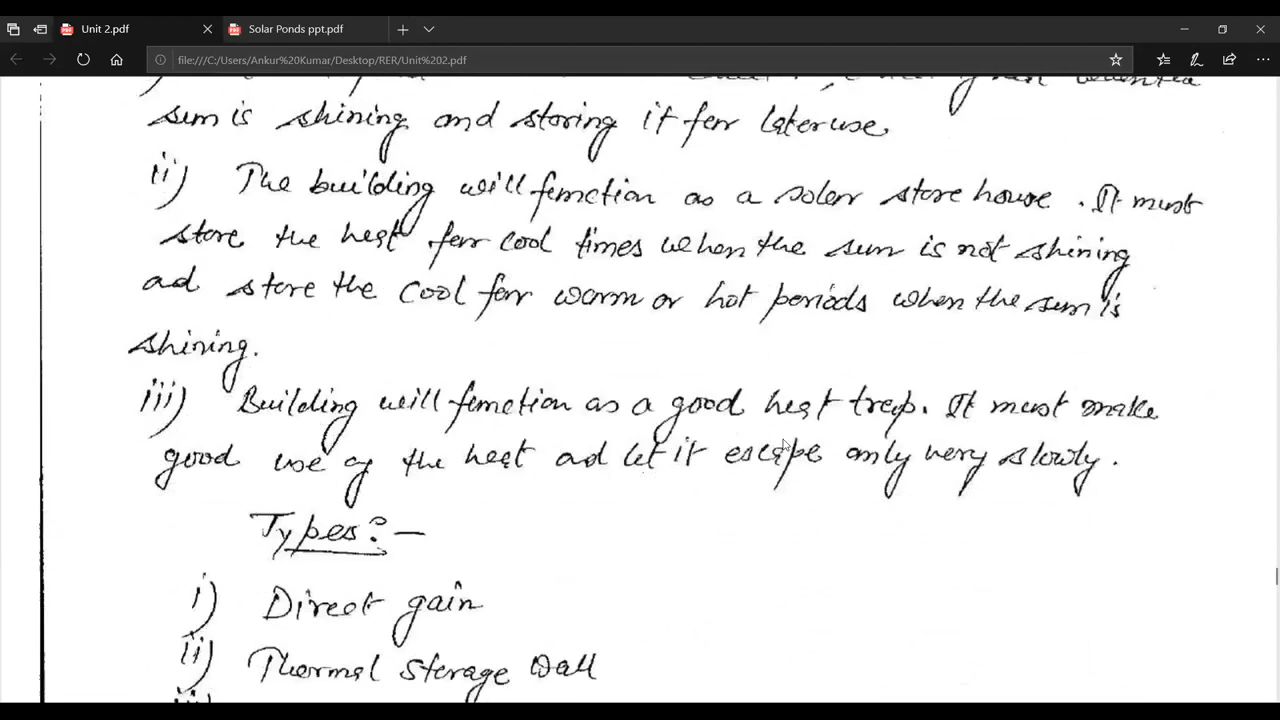 Unit 2.pdf
Solar Ponds ppt.pdf
file:///C:/Users/Ankur%20Kumar/Desktop/RER/Unit%202.pdf
sun is shining and storing it for later use.
ii) The building will function as a solar store house. It must
store the heat for cool times when the sun is not shining
ad store the cool for warm or hot periods when the sun is
shining.
iii) Building will function as a good heat trap. It must make
good use of the heat ad let it escape only very slowly.
Types:-
i) Direct gain
ii) Thermal storage wall